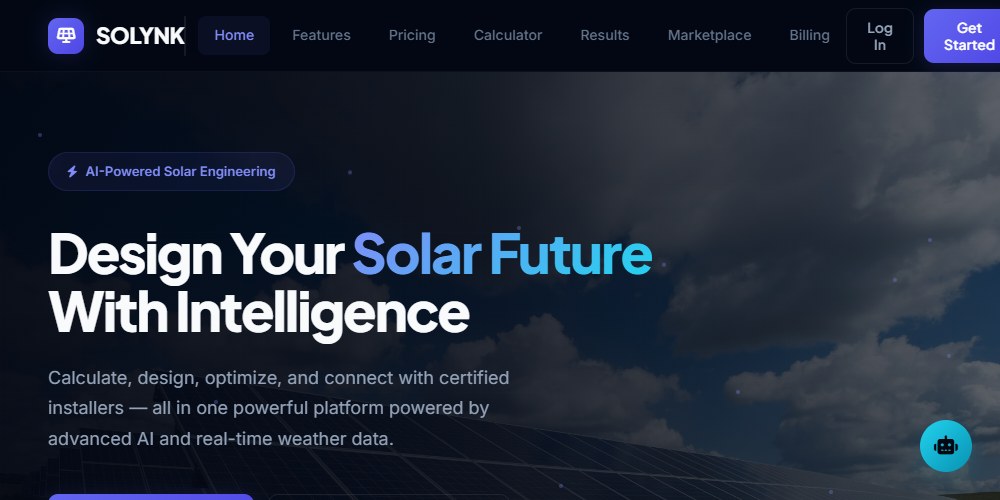 SOLYNK
Home
Features
Pricing
Calculator
Results
Marketplace
Billing
Log
In
Get
Started
AI-Powered Solar Engineering
Design Your Solar Future
With Intelligence
Calculate, design, optimize, and connect with certified
installers — all in one powerful platform powered by
advanced AI and real-time weather data.